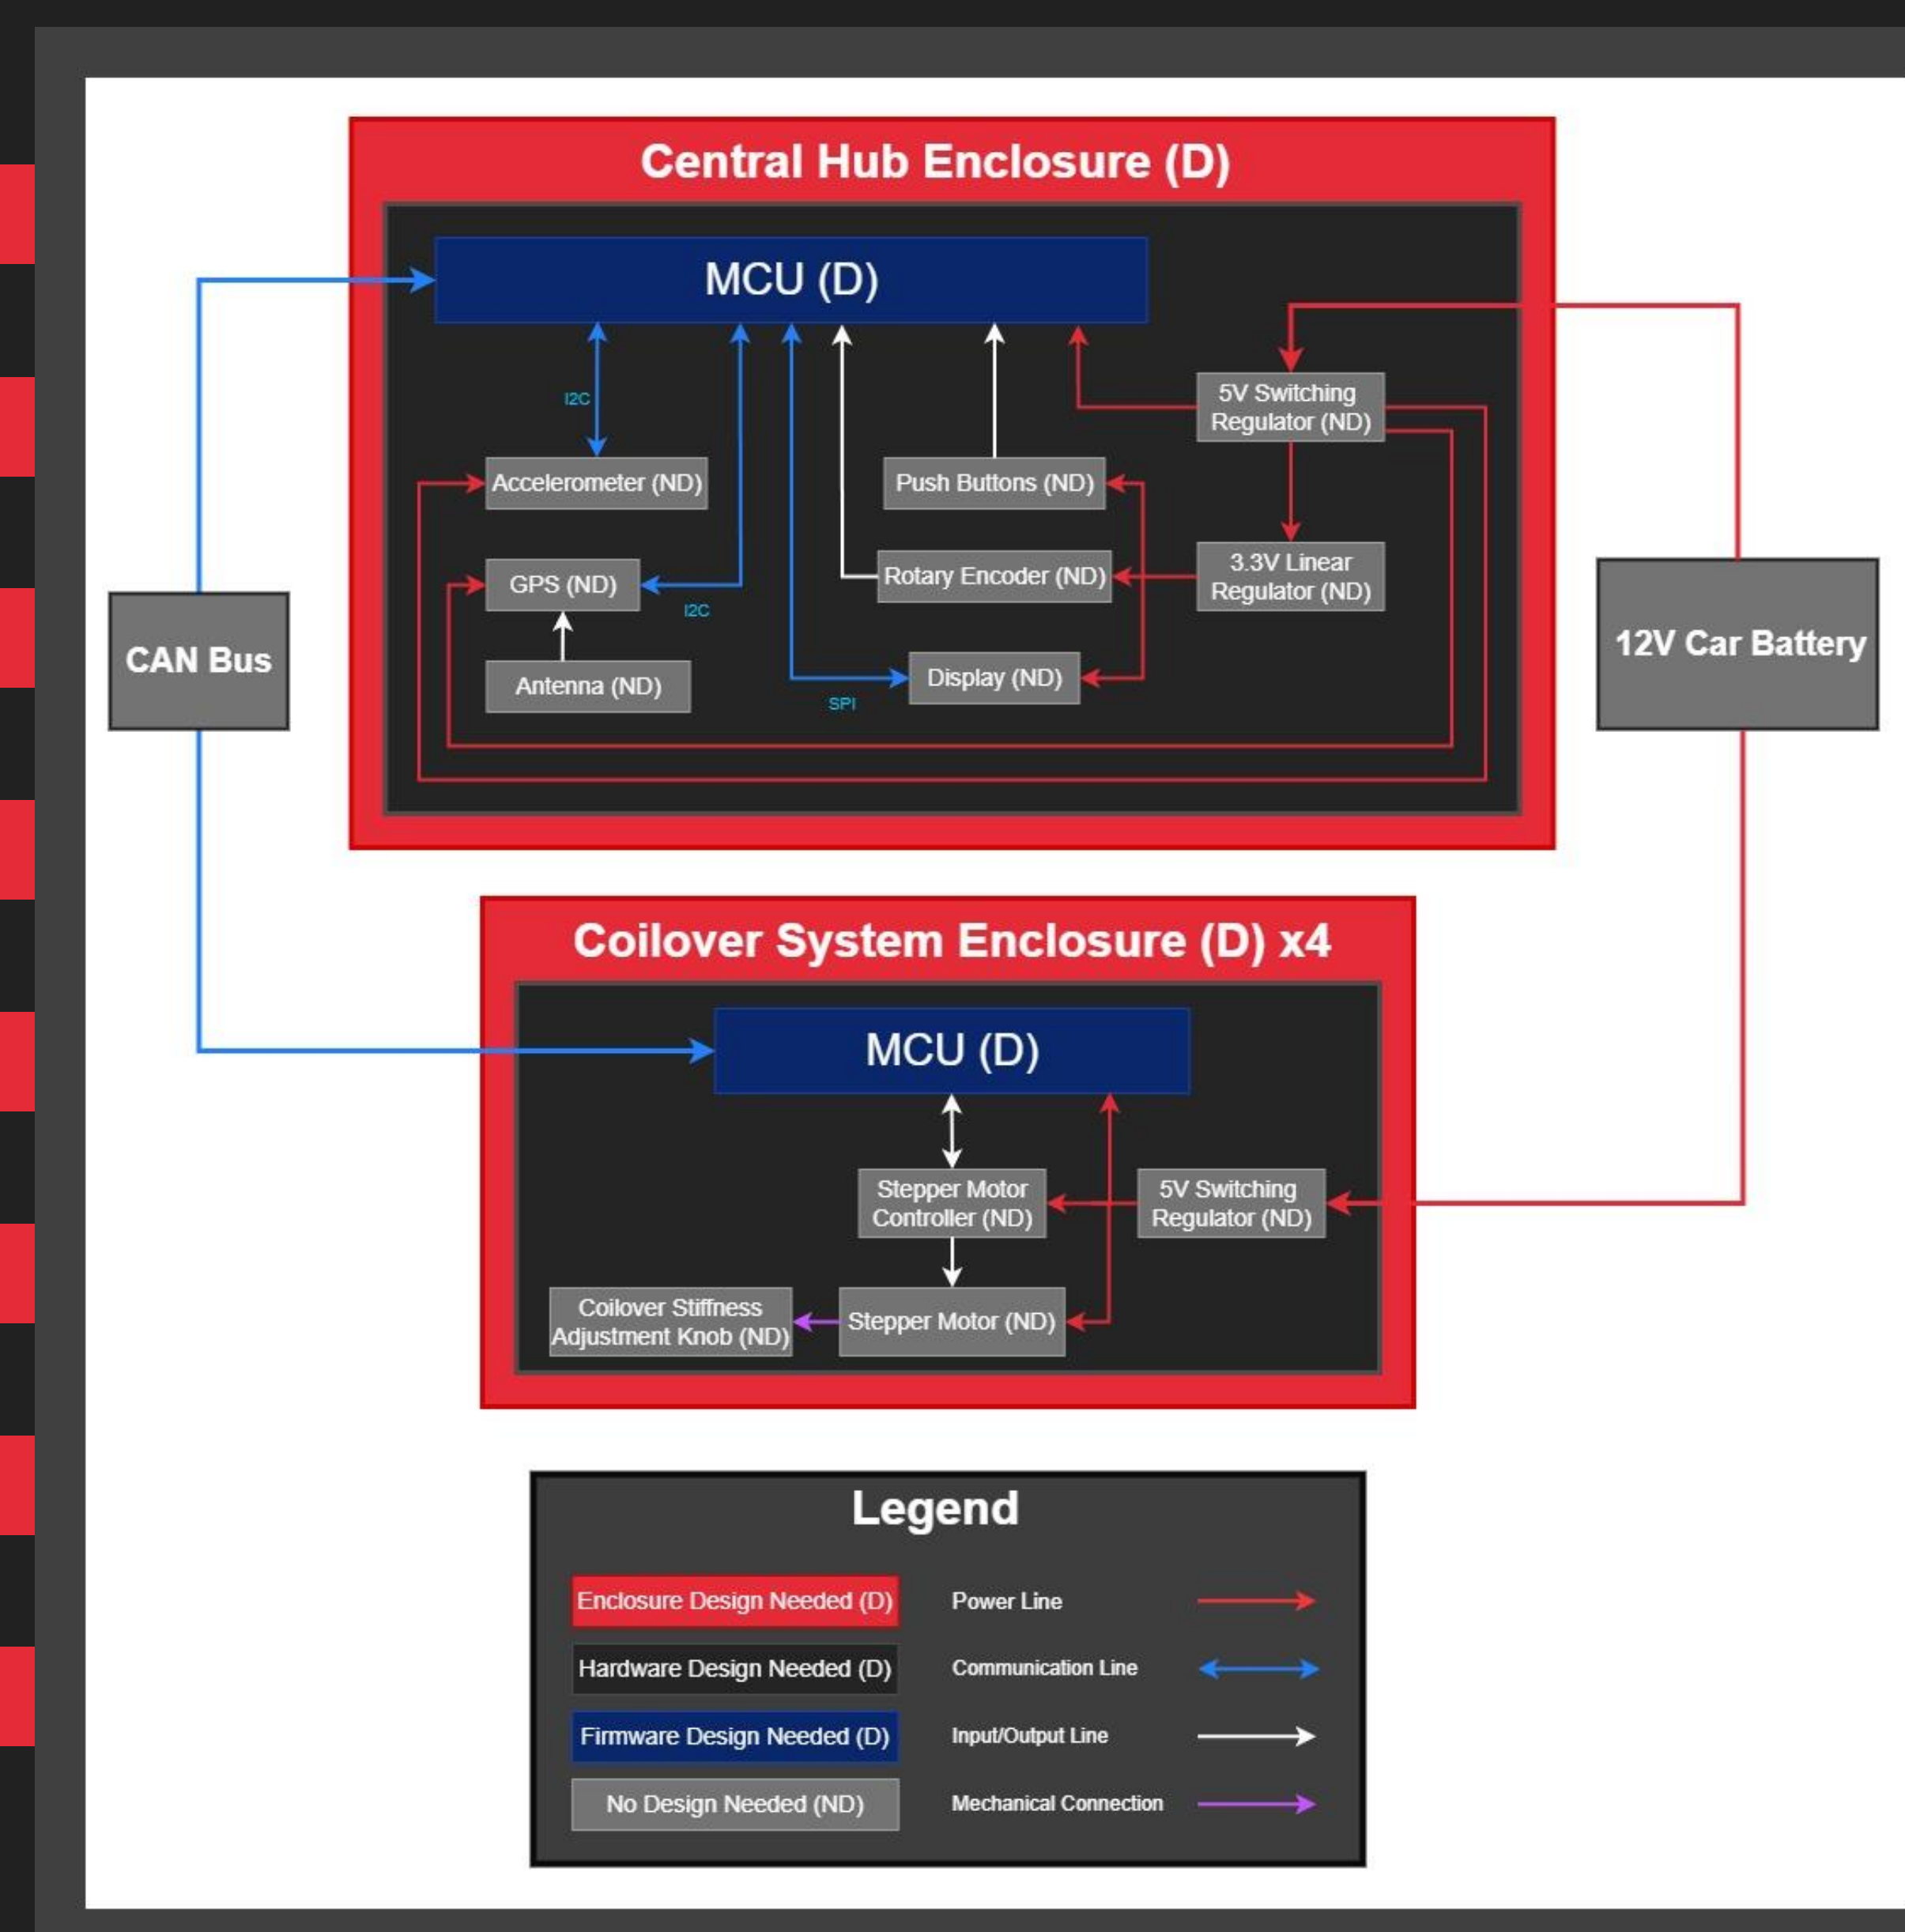 Central Hub Enclosure (D)
MCU (D)
I2C
5V Switching
Regulator (ND)
Accelerometer (ND)
Push Buttons (ND)
GPS (ND)
I2C
Rotary Encoder (ND)
3.3V Linear
Regulator (ND)
Antenna (ND)
SPI
Display (ND)
CAN Bus
12V Car Battery
Coilover System Enclosure (D) x4
MCU (D)
Stepper Motor
Controller (ND)
5V Switching
Regulator (ND)
Coilover Stiffness
Adjustment Knob (ND)
Stepper Motor (ND)
Legend
Enclosure Design Needed (D)
Power Line
Hardware Design Needed (D)
Communication Line
Firmware Design Needed (D)
Input/Output Line
No Design Needed (ND)
Mechanical Connection